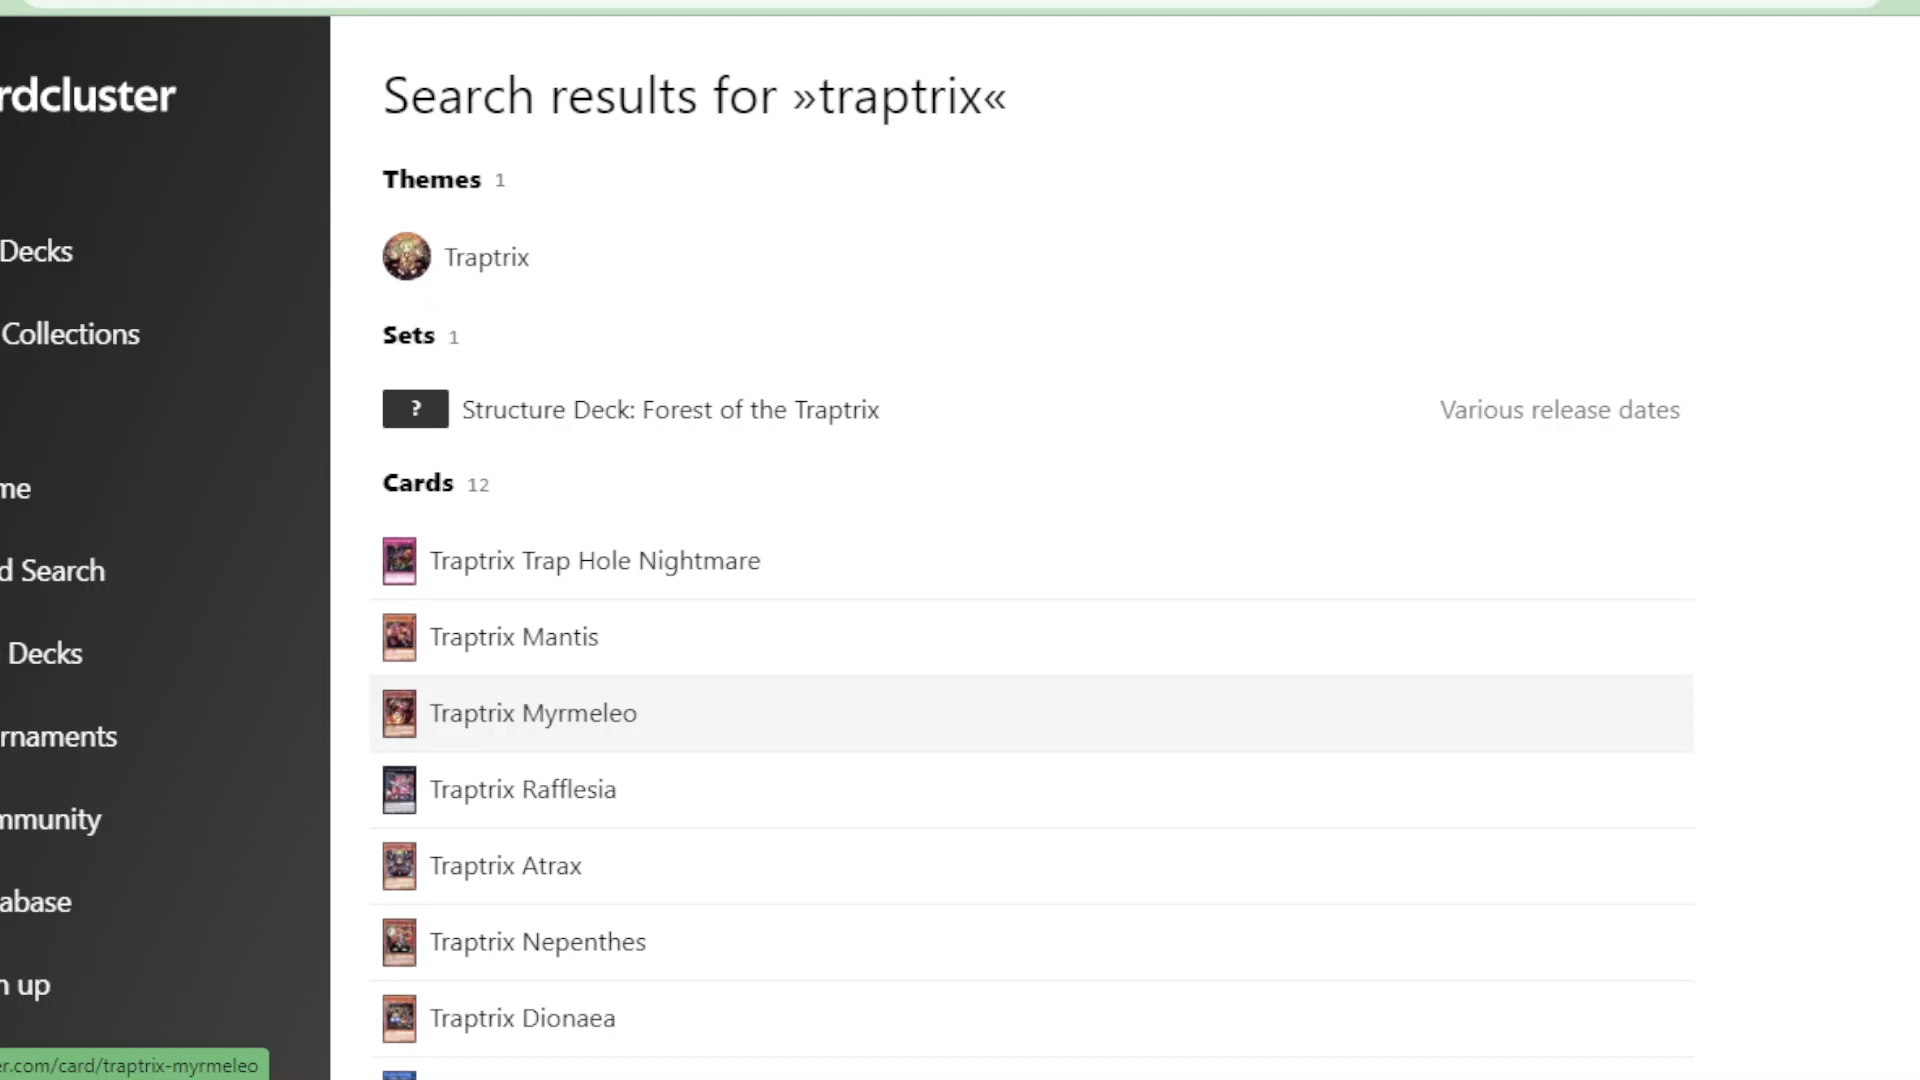 rdcluster
Decks
Collections
me
d Search
Decks
rnaments
mmunity
abase
n up
er.com/card/traptrix-myrmeleo
Search results for »traptrix«
Themes 1
Traptrix
Sets 1
? Structure Deck: Forest of the Traptrix Various release dates
Cards 12
Traptrix Trap Hole Nightmare
Traptrix Mantis
Traptrix Myrmeleo
Traptrix Rafflesia
Traptrix Atrax
Traptrix Nepenthes
Traptrix Dionaea